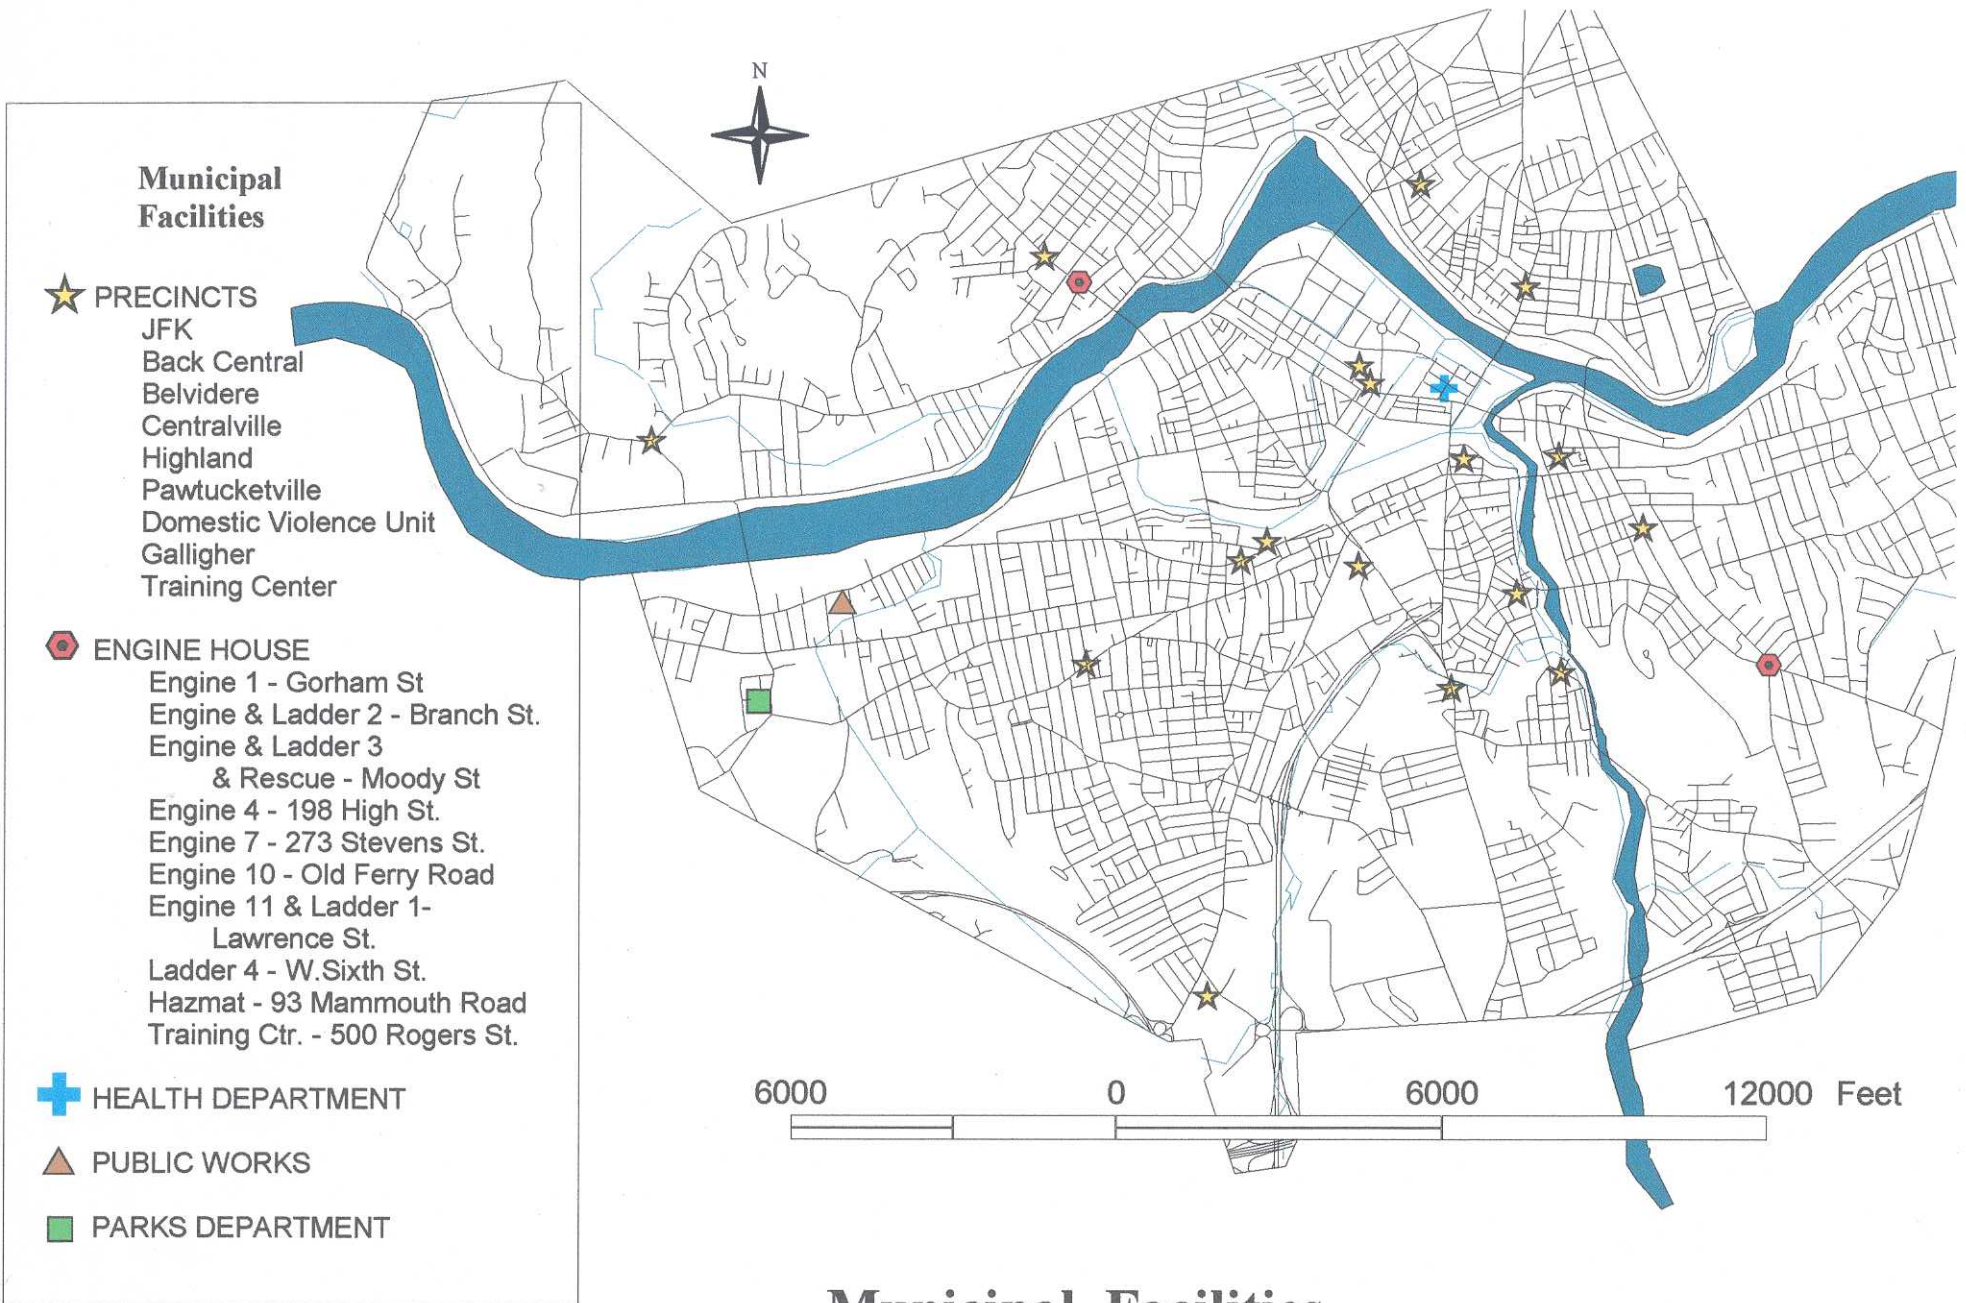 N
Municipal
Facilities
PRECINCTS
JFK
Back Central
Belvidere
Centralville
Highland
Pawtucketville
Domestic Violence Unit
Galligher
Training Center
ENGINE HOUSE
Engine 1 - Gorham St
Engine & Ladder 2 - Branch St.
Engine & Ladder 3
& Rescue - Moody St
Engine 4 - 198 High St.
Engine 7 - 273 Stevens St.
Engine 10 - Old Ferry Road
Engine 11 & Ladder 1-
Lawrence St.
Ladder 4 - W.Sixth St.
Hazmat - 93 Mammouth Road
Training Ctr. - 500 Rogers St.
HEALTH DEPARTMENT
PUBLIC WORKS
PARKS DEPARTMENT
6000 0 6000 12000 Feet
Municipal Facilities